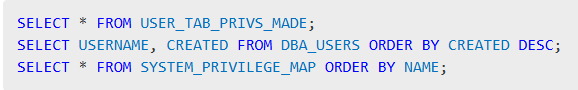 SELECT * FROM USER_TAB_PRIVS_MADE;
SELECT USERNAME, CREATED FROM DBA_USERS ORDER BY CREATED DESC;
SELECT * FROM SYSTEM_PRIVILEGE_MAP ORDER BY NAME;